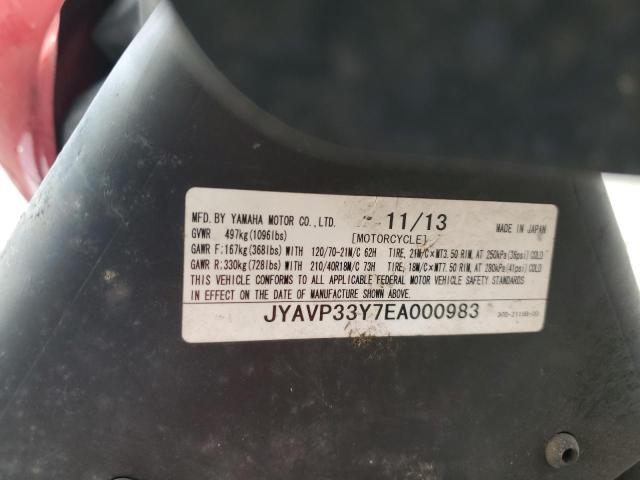 MFD. BY YAMAHA MOTOR CO.,LTD. 11/13 MADE IN JAPAN
GVWR 497kg(1096lbs) [MOTORCYCLE]
GAWR F:167kg(368lbs)WITH 120/70-21M/C 62H TIRE, 21M/C×MT3.50 RIM, AT 250kPa(36psi)COLD
GAWR R:330kg(728lbs)WITH 210/40R18M/C 73H TIRE, 18M/C×MT7.50 RIM, AT 280kPa(41psi)COLD
THIS VEHICLE CONFORMS TO ALL APPLICABLE FEDERAL MOTOR VEHICLE SAFETY STANDARDS
IN EFFECT ON THE DATE OF MANUFACTURE SHOWN ABOVE.
JYAVP33Y7EA000983